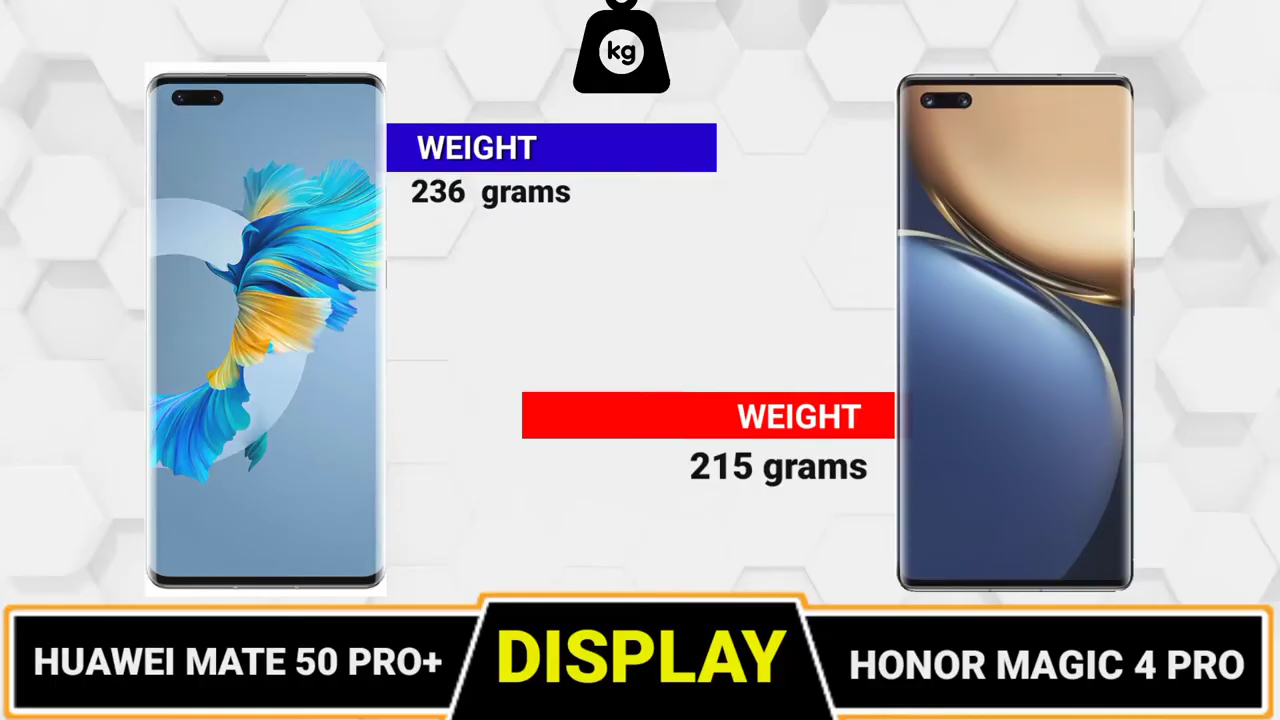 kg
WEIGHT
236 grams
WEIGHT
215 grams
HUAWEI MATE 50 PRO+
DISPLAY
HONOR MAGIC 4 PRO